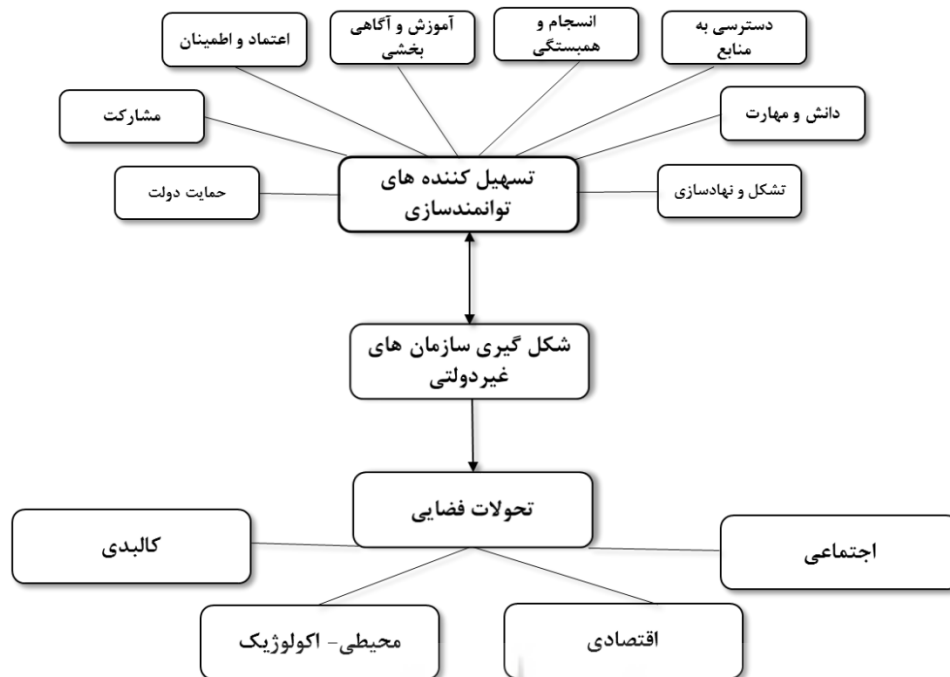 دسترسی به
منابع
انسجام و
همبستگی
آموزش و آگاهی
بخشی
اعتماد و اطمینان
دانش و مهارت
مشارکت
تسهیل کننده های
توانمندسازی
تشکل و نهادسازی
حمایت دولت
شکل گیری سازمان های
غیردولتی
تحولات فضایی
اجتماعی
کالبدی
اقتصادی
محیطی- اکولوژیک